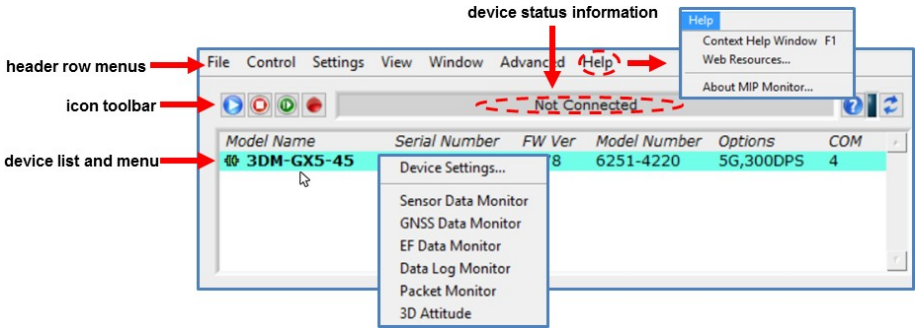 device status information
Help
Context Help Window F1
Web Resources...
About MIP Monitor...
header row menus
File Control Settings View Window Advanced Help
icon toolbar
Not Connected
?
device list and menu
Model Name Serial Number FW Ver Model Number Options COM
3DM-GX5-45 78 6251-4220 5G,300DPS 4
Device Settings...
Sensor Data Monitor
GNSS Data Monitor
EF Data Monitor
Data Log Monitor
Packet Monitor
3D Attitude